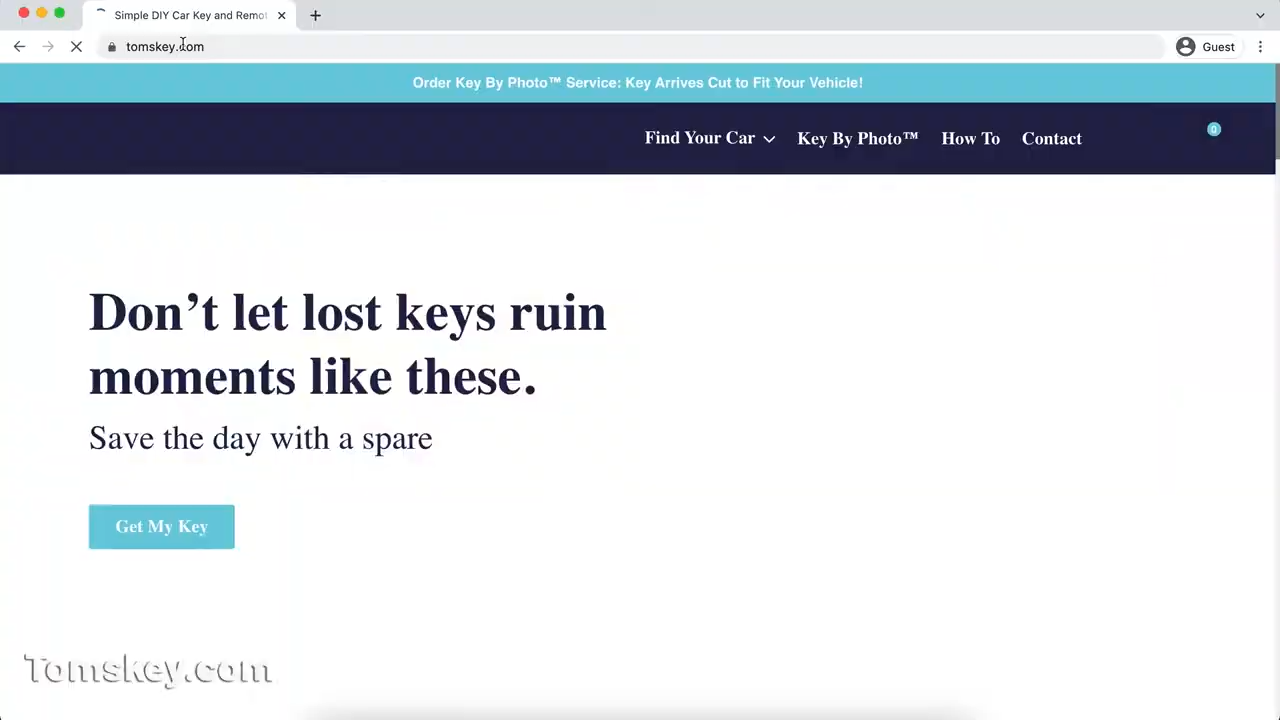 Simple DIY Car Key and Remot
tomskey.com
Guest
Order Key By Photo™ Service: Key Arrives Cut to Fit Your Vehicle!
Find Your Car Key By Photo™ How To Contact
0
Don’t let lost keys ruin
moments like these.
Save the day with a spare
Get My Key
Tomskey.com